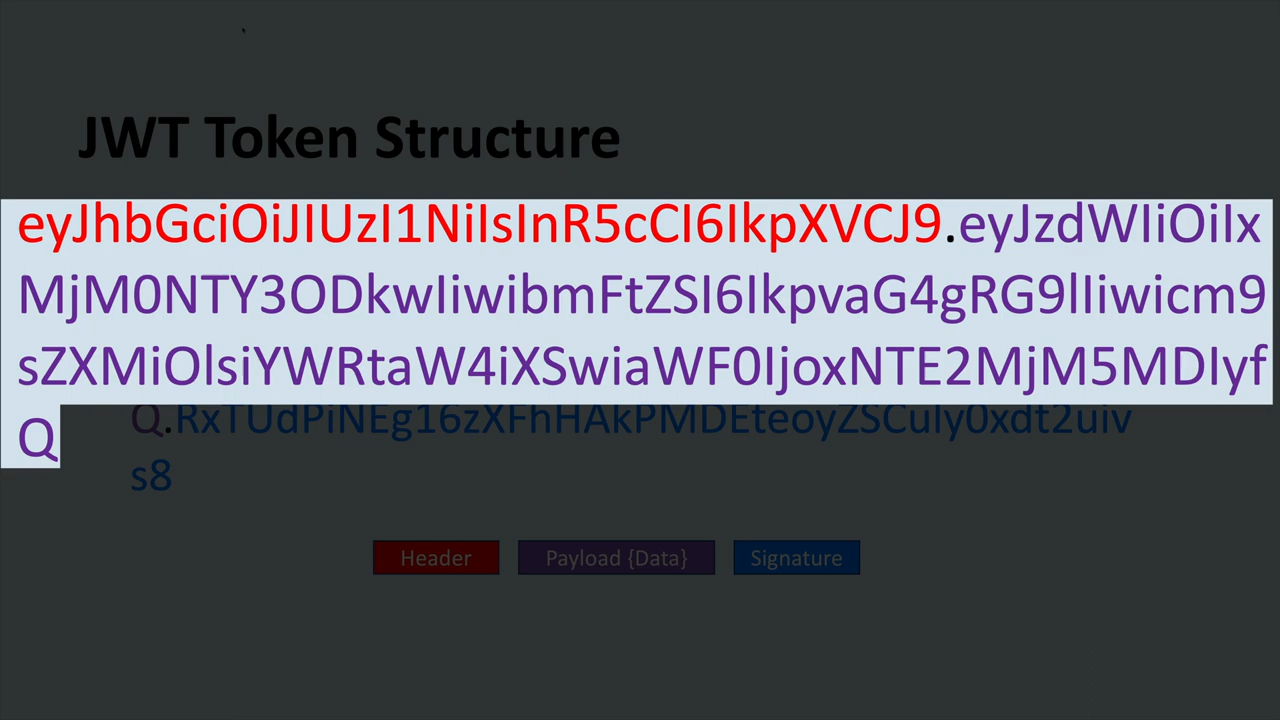 JWT Token Structure
eyJhbGciOiJIUzI1NiIsInR5cCI6IkpXVCJ9.eyJzdWIiOiIx
MjM0NTY3ODkwIiwibmFtZSI6IkpvaG4gRG9lIiwicm9
sZXMiOlsiYWRtaW4iXSwiaWF0IjoxNTE2MjM5MDIyf
Q
Q.RxTUdPiNEg16zXFhHAkPMDEteoyZSCuIy0xdt2uiv
s8
Header
Payload {Data}
Signature